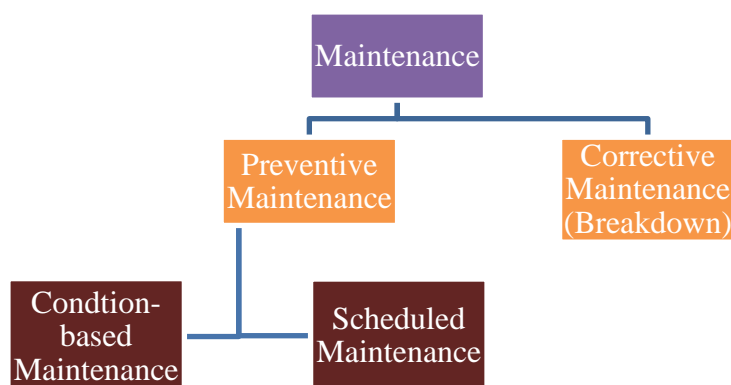 Maintenance
Preventive
Maintenance
Corrective
Maintenance
(Breakdown)
Condtion-
based
Maintenance
Scheduled
Maintenance